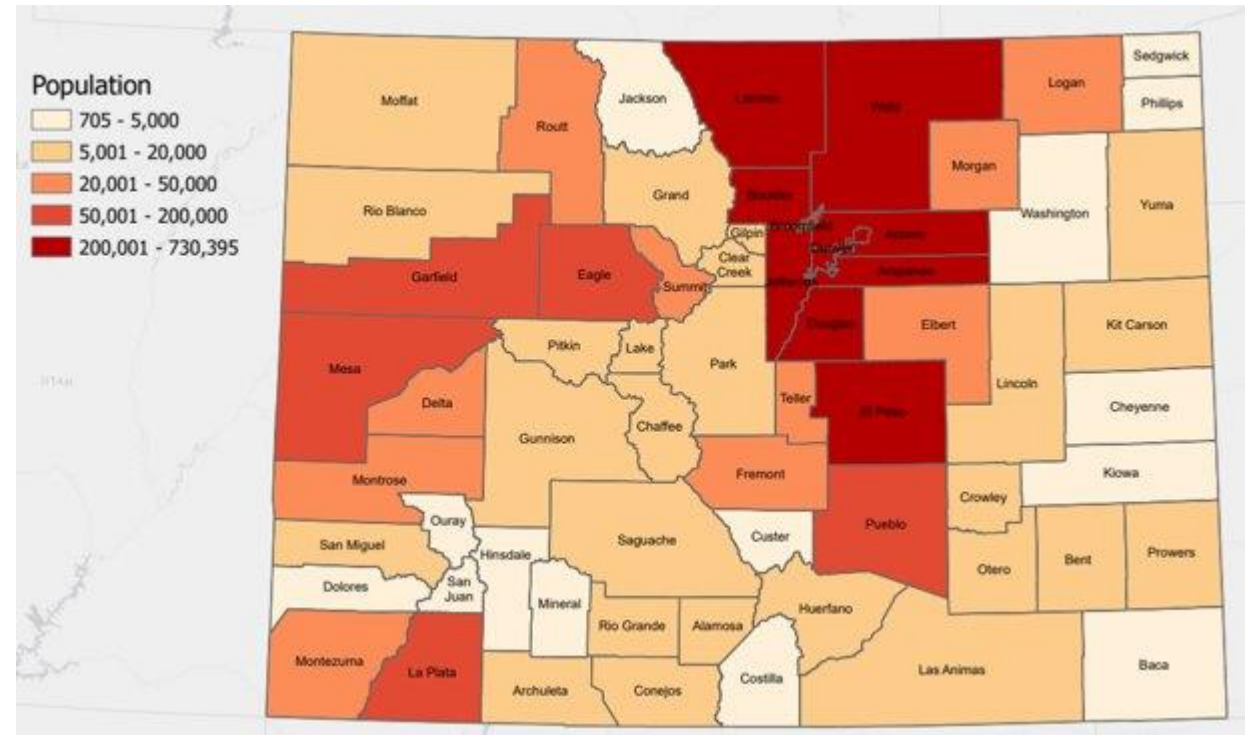 Population
705 - 5,000
5,001 - 20,000
20,001 - 50,000
50,001 - 200,000
200,001 - 730,395
Moffat
Routt
Jackson
Larimer
Weld
Logan
Sedgwick
Phillips
Morgan
Washington
Yuma
Rio Blanco
Grand
Boulder
Gilpin
Clear
Creek
Adams
Arapahoe
Garfield
Eagle
Summit
Jefferson
Denver
Douglas
Elbert
Kit Carson
Pitkin
Lake
Park
Lincoln
Mesa
Delta
Teller
El Paso
Cheyenne
Gunnison
Chaffee
Fremont
Kiowa
Montrose
Crowley
Ouray
Pueblo
San Miguel
Hinsdale
Saguache
Custer
Otero
Bent
Prowers
Dolores
San
Juan
Mineral
Rio Grande
Alamosa
Huerfano
Montezuma
La Plata
Archuleta
Conejos
Costilla
Las Animas
Baca
UTAH